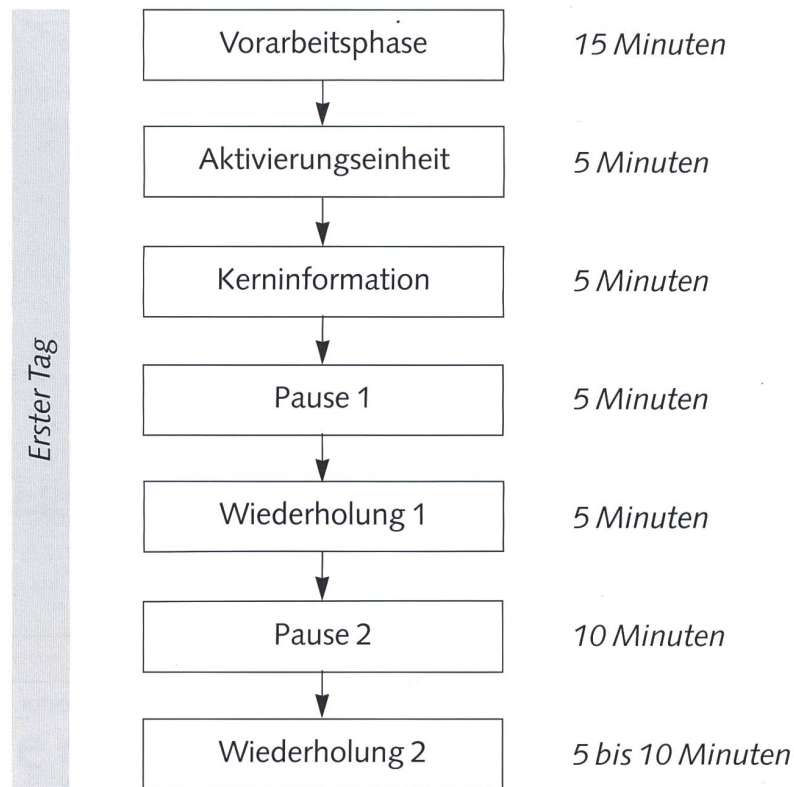 Erster Tag
Vorarbeitsphase 15 Minuten
Aktivierungseinheit 5 Minuten
Kerninformation 5 Minuten
Pause 1 5 Minuten
Wiederholung 1 5 Minuten
Pause 2 10 Minuten
Wiederholung 2 5 bis 10 Minuten